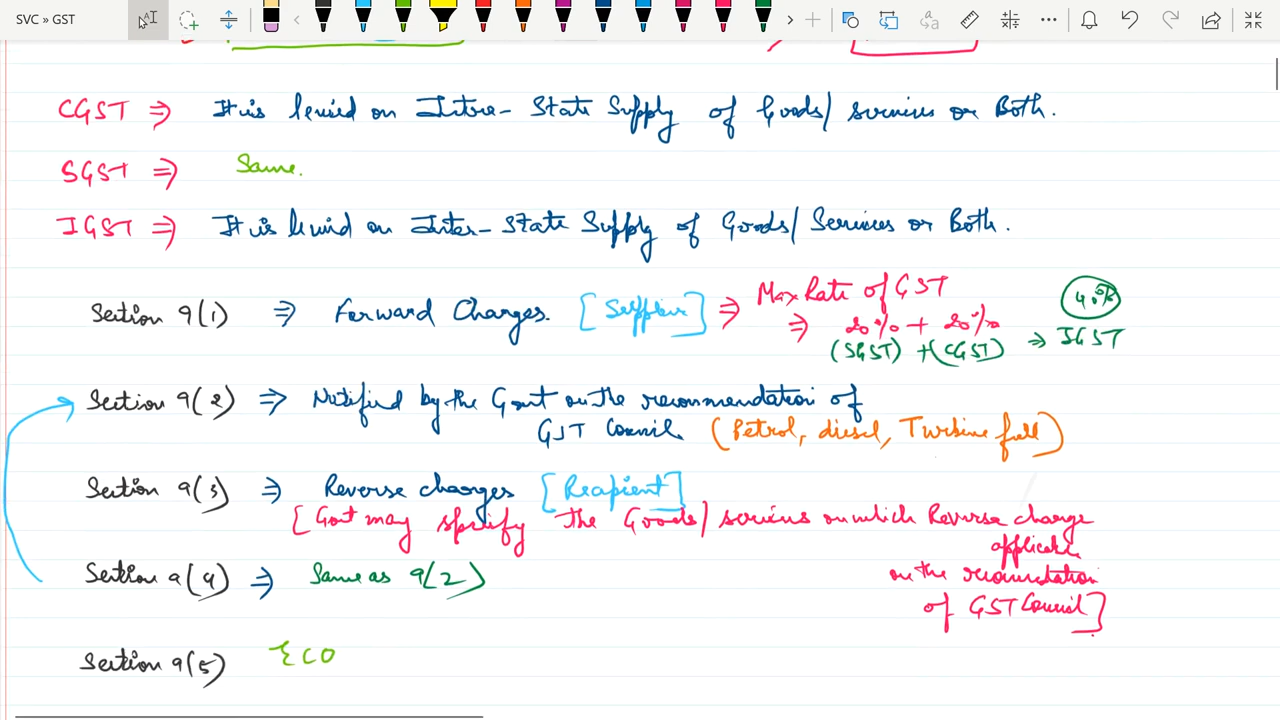 SVC » GST
CGST ⇒ It is levied on Intra- State Supply of Goods/ services or Both.
SGST ⇒ Same.
IGST ⇒ It is levied on Inter- State Supply of Goods/ Services or Both.
Section 9(1) ⇒ Forward Charges. [Supplier] ⇒ Max Rate of GST
⇒ 20% + 20% 40%
(SGST) + (CGST) ⇒ IGST
Section 9(2) ⇒ Notified by the Govt on the recommendation of
GST Council. (Petrol, diesel, Turbine fuel)
Section 9(3) ⇒ Reverse charges [Recipient]
[Govt may specify the Goods/ services on which Reverse charge
applicable
on the recommendation
of GST Council]
Section 9(4) ⇒ Same as 9(2)
Section 9(5) ECO